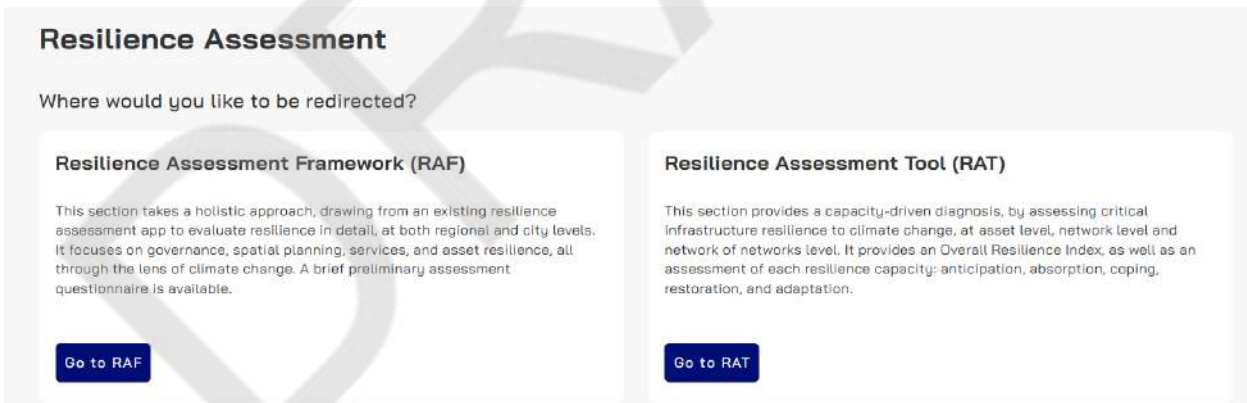 Resilience Assessment
Where would you like to be redirected?
Resilience Assessment Framework (RAF)
This section takes a holistic approach, drawing from an existing resilience
assessment app to evaluate resilience in detail, at both regional and city levels.
It focuses on governance, spatial planning, services, and asset resilience, all
through the lens of climate change. A brief preliminary assessment
questionnaire is available.
Go to RAF
Resilience Assessment Tool (RAT)
This section provides a capacity-driven diagnosis, by assessing critical
infrastructure resilience to climate change, at asset level, network level and
network of networks level. It provides an Overall Resilience Index, as well as an
assessment of each resilience capacity: anticipation, absorption, coping,
restoration, and adaptation.
Go to RAT